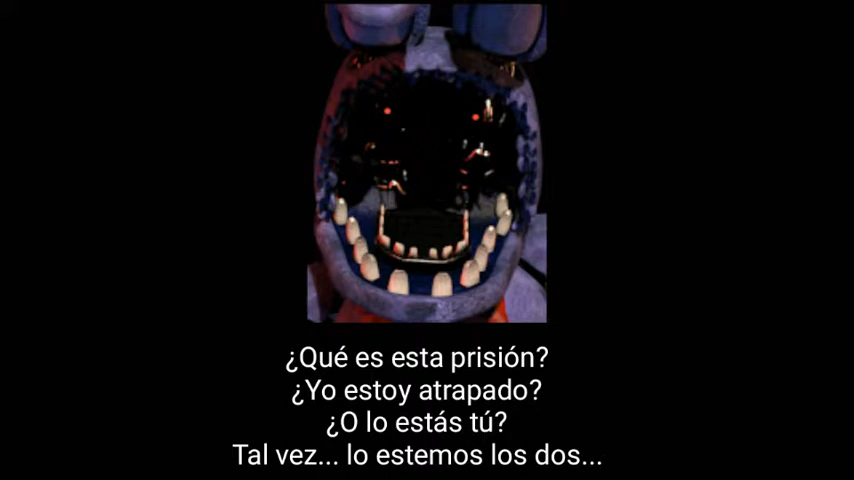 ¿Qué es esta prisión?
¿Yo estoy atrapado?
¿O lo estás tú?
Tal vez... lo estemos los dos...